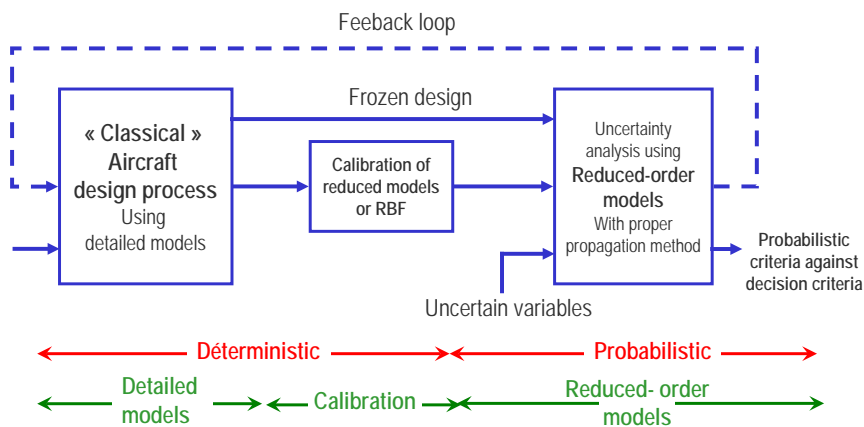 Feeback loop
Frozen design
« Classical »
Aircraft
design process
Using
detailed models
Calibration of
reduced models
or RBF
Uncertainty
analysis using
Reduced-order
models
With proper
propagation method
Probabilistic
criteria against
decision criteria
Uncertain variables
Déterministic
Probabilistic
Detailed
models
Calibration
Reduced- order
models